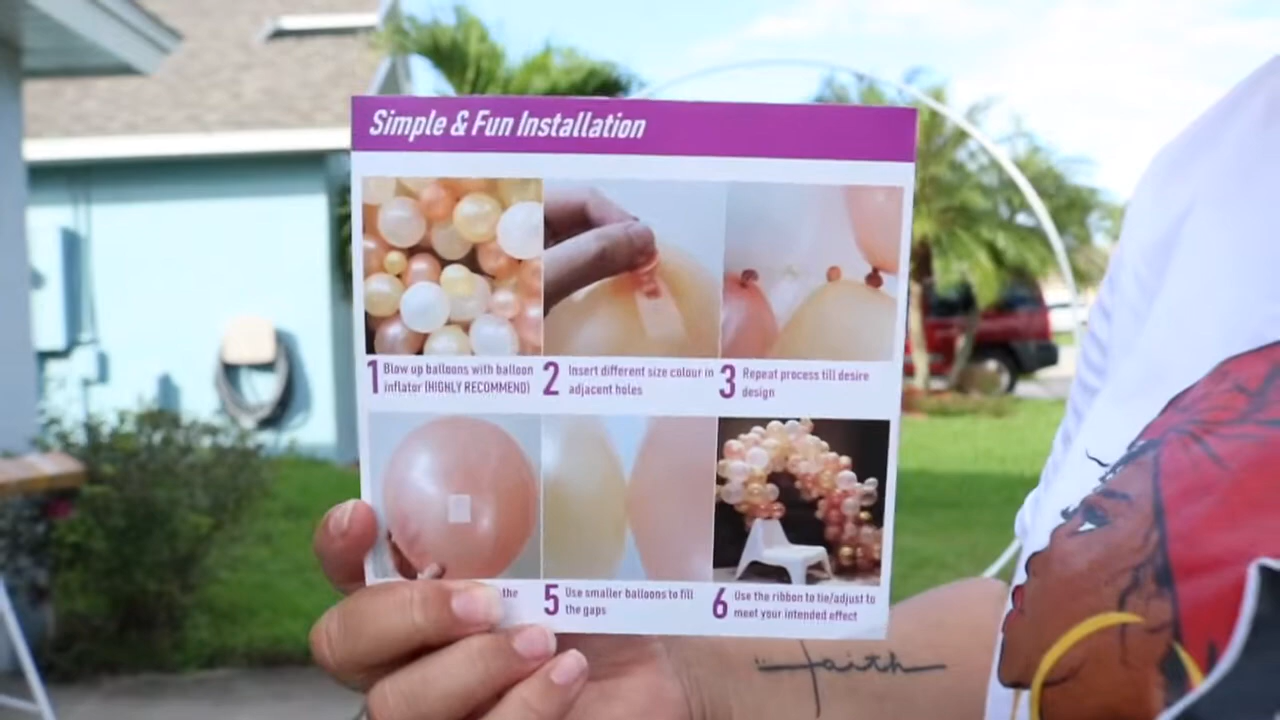 Simple & Fun Installation
1 Blow up balloons with balloon
inflator (HIGHLY RECOMMEND)
2 Insert different size colour in
adjacent holes
3 Repeat process till desire
design
the
5 Use smaller balloons to fill
the gaps
6 Use the ribbon to tie/adjust to
meet your intended effect
faith